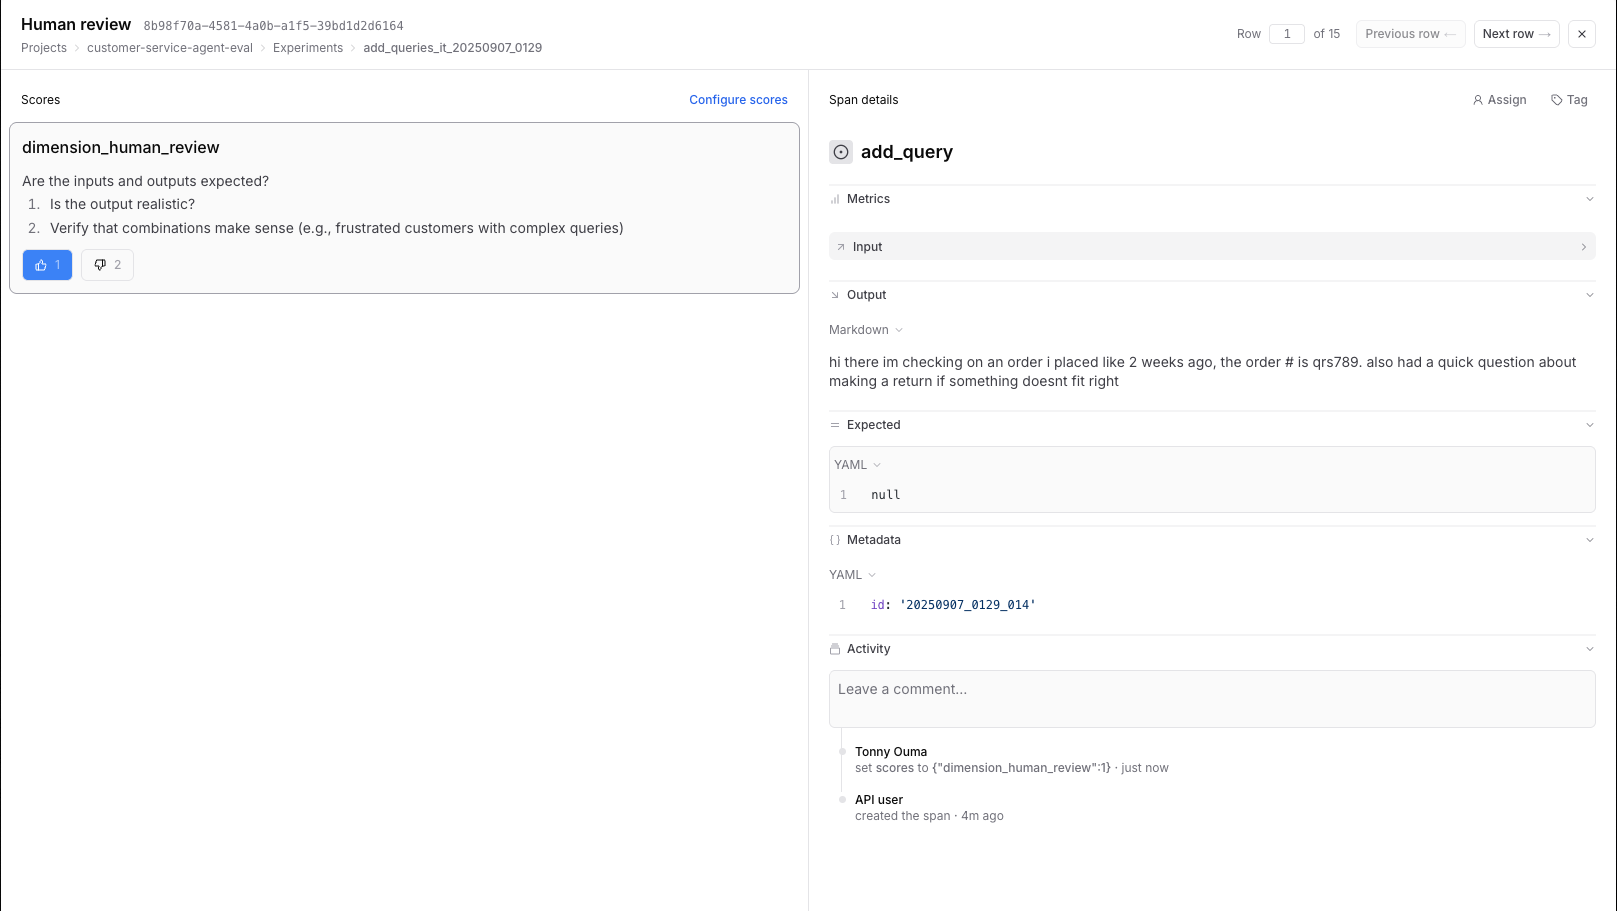 Human review 8b98f70a-4581-4a0b-a1f5-39bd1d2d6164
Projects > customer-service-agent-eval > Experiments > add_queries_it_20250907_0129
Row 1 of 15 Previous row ← Next row → ×
Scores Configure scores
dimension_human_review
Are the inputs and outputs expected?
1. Is the output realistic?
2. Verify that combinations make sense (e.g., frustrated customers with complex queries)
1 2
Span details Assign Tag
add_query
Metrics
Input
Output
Markdown
hi there im checking on an order i placed like 2 weeks ago, the order # is qrs789. also had a quick question about
making a return if something doesnt fit right
Expected
YAML
1 null
Metadata
YAML
1 id: '20250907_0129_014'
Activity
Leave a comment...
Tonny Ouma
set scores to {"dimension_human_review":1} · just now
API user
created the span · 4m ago